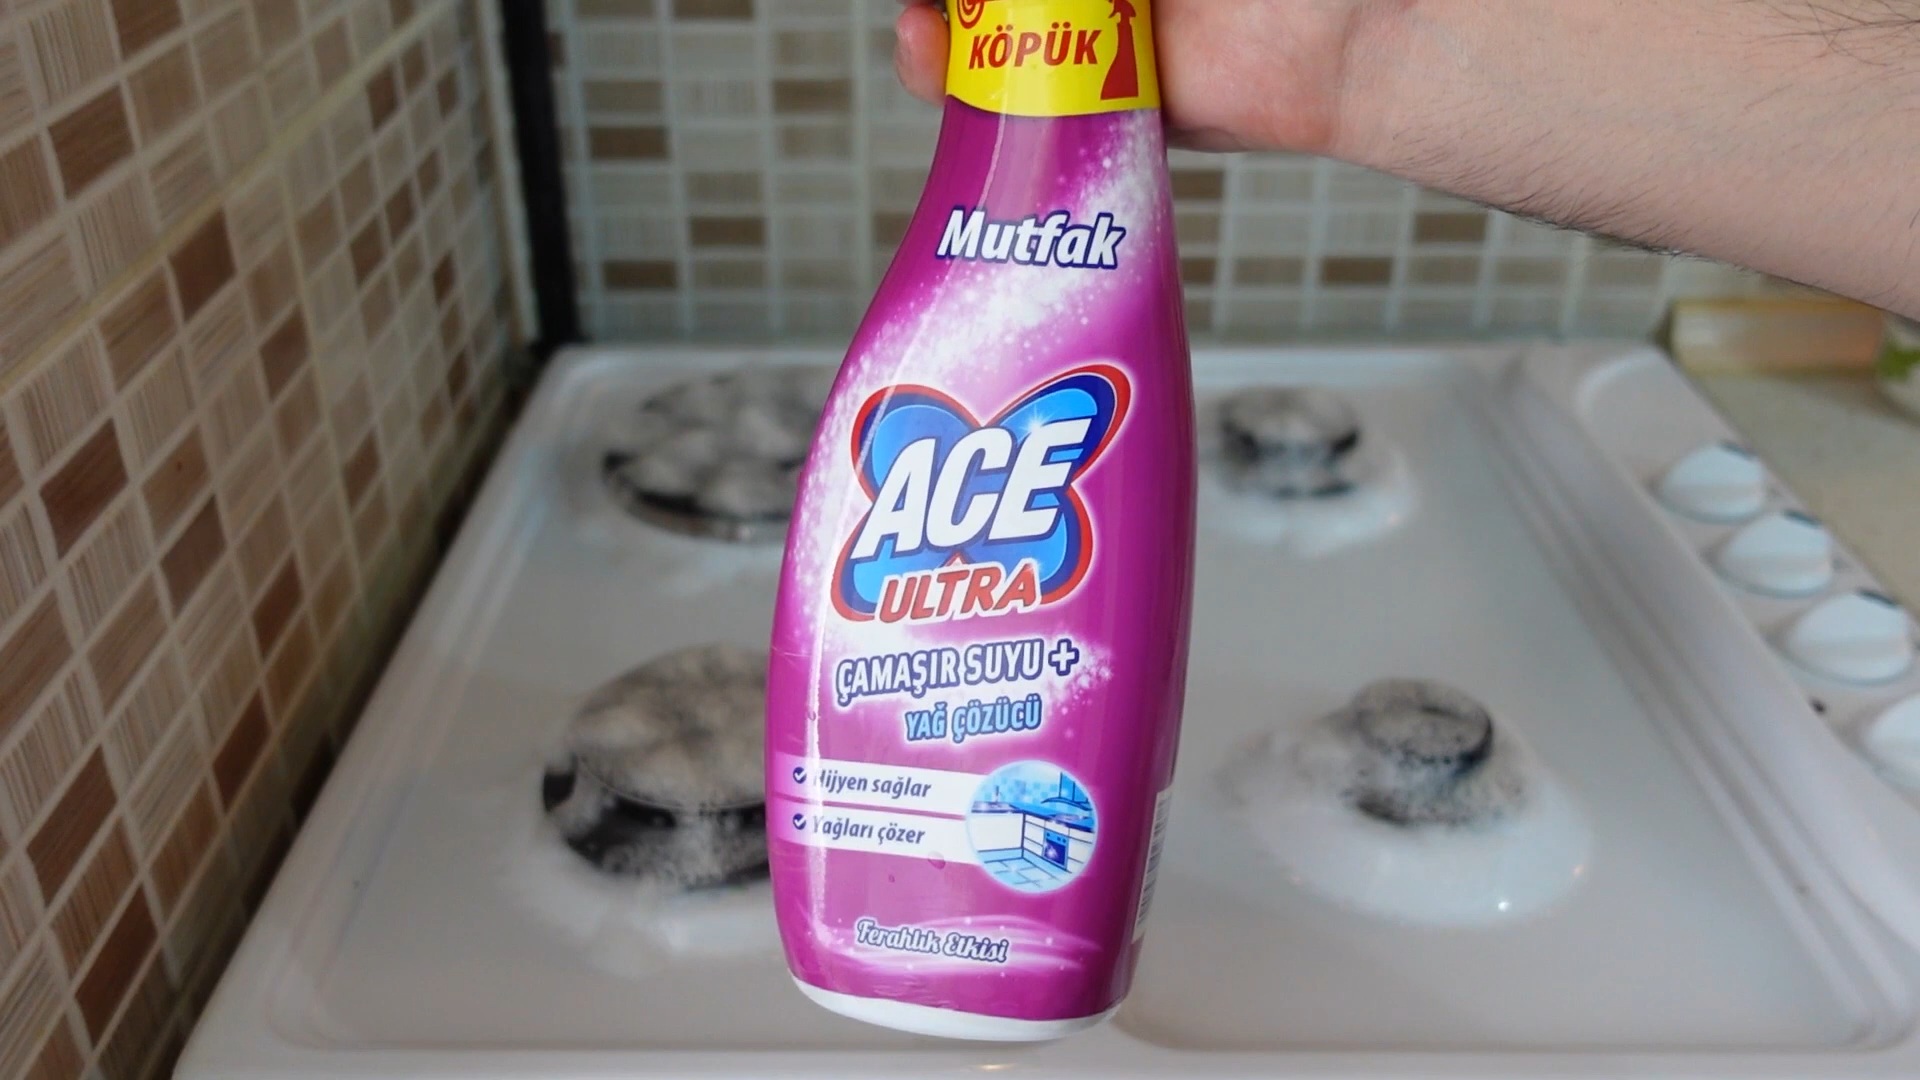 KÖPÜK
Mutfak
ACE
ULTRA
ÇAMAŞIR SUYU +
YAĞ ÇÖZÜCÜ
Hijyen sağlar
Yağları çözer
Ferahlık Etkisi